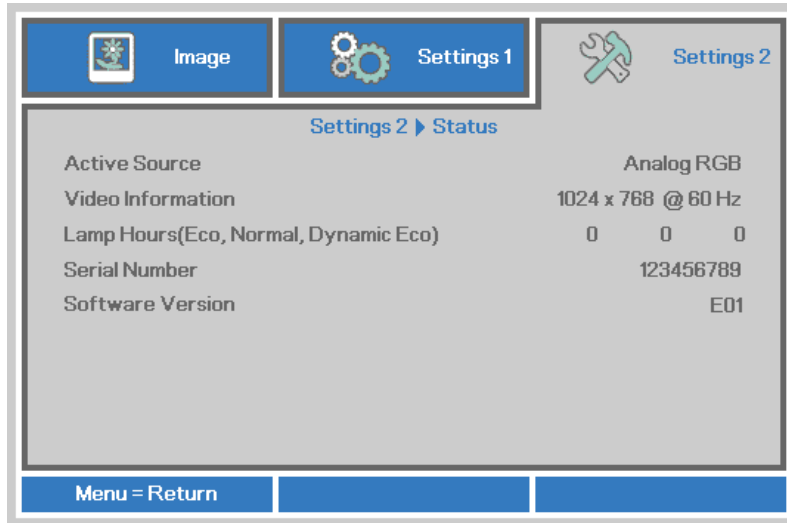 Image Settings 1 Settings 2
Settings 2 ▶ Status
Active Source Analog RGB
Video Information 1024 x 768 @ 60 Hz
Lamp Hours(Eco, Normal, Dynamic Eco) 0 0 0
Serial Number 123456789
Software Version E01
Menu = Return